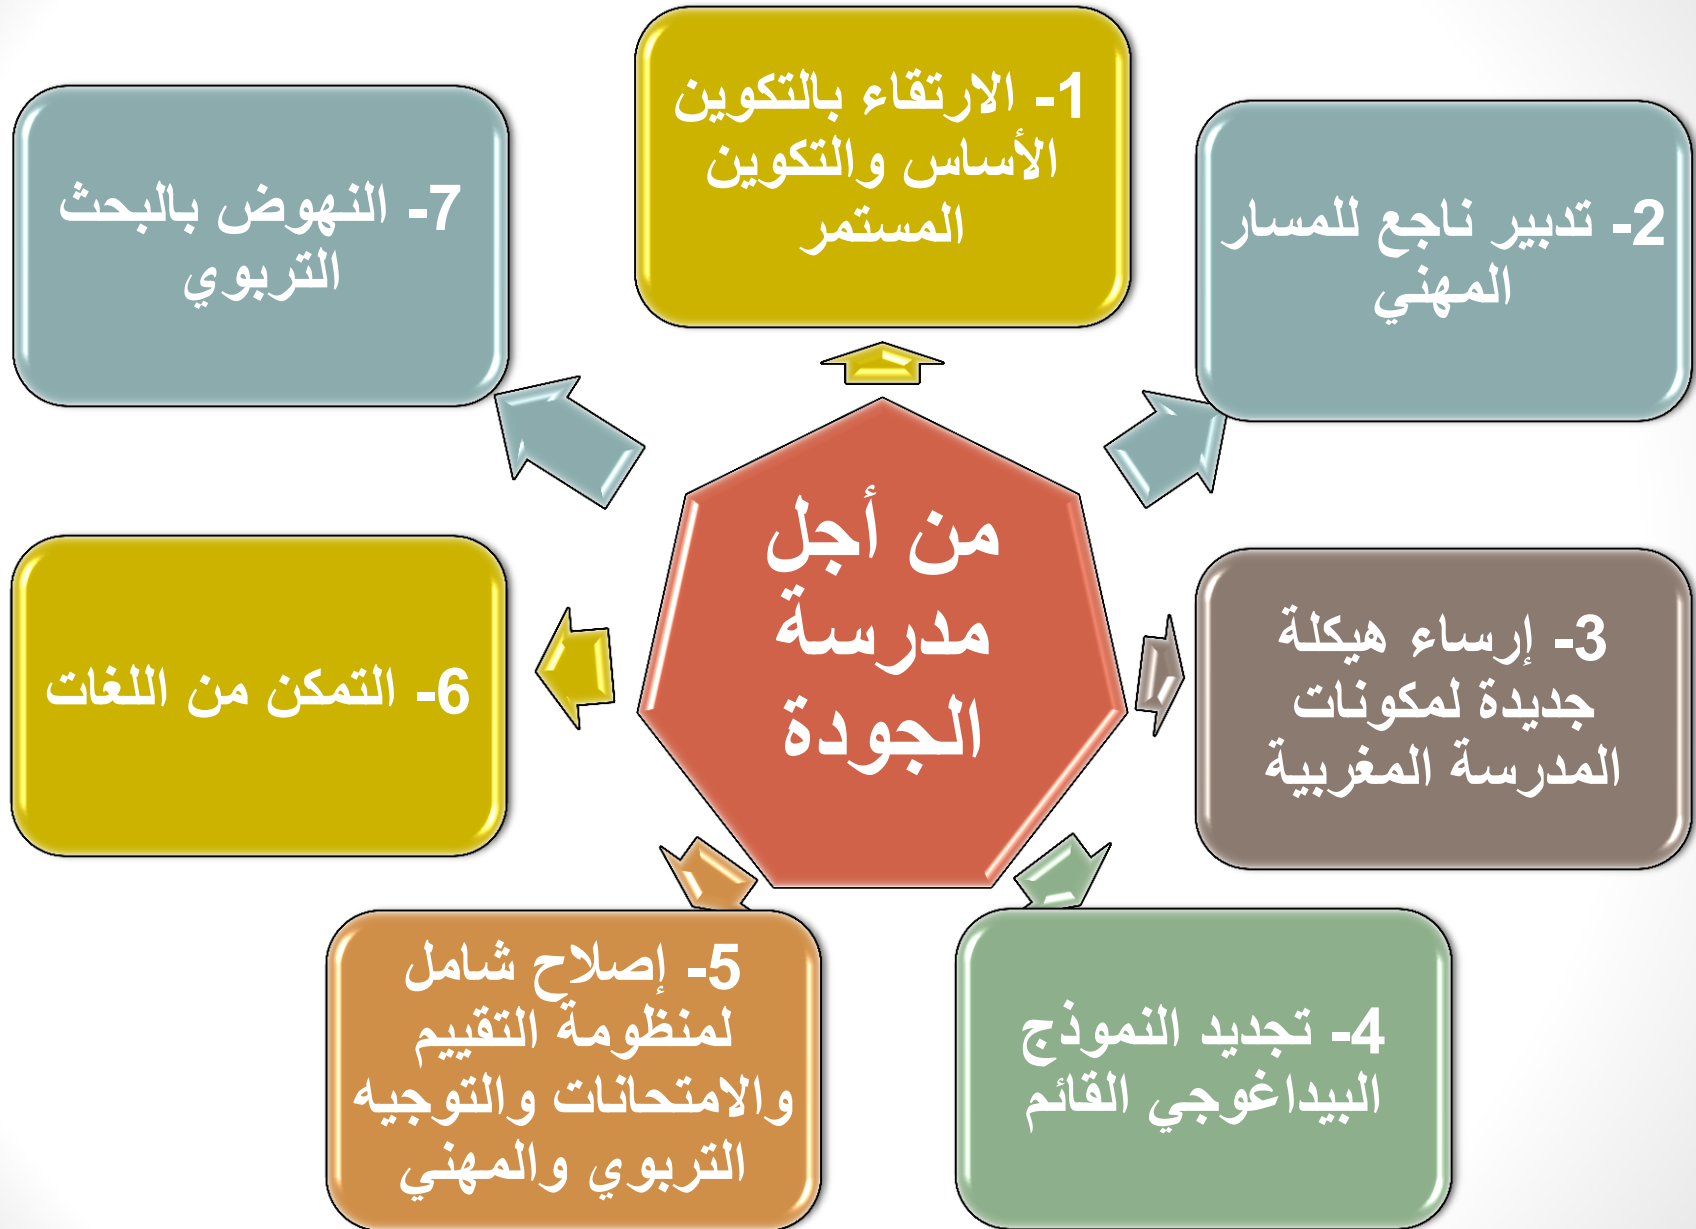 من أجل
مدرسة
الجودة
1- الارتقاء بالتكوين
الأساس والتكوين
المستمر
2- تدبير ناجع للمسار
المهني
3- إرساء هيكلة
جديدة لمكونات
المدرسة المغربية
4- تجديد النموذج
البيداغوجي القائم
5- إصلاح شامل
لمنظومة التقييم
والامتحانات والتوجيه
التربوي والمهني
6- التمكن من اللغات
7- النهوض بالبحث
التربوي